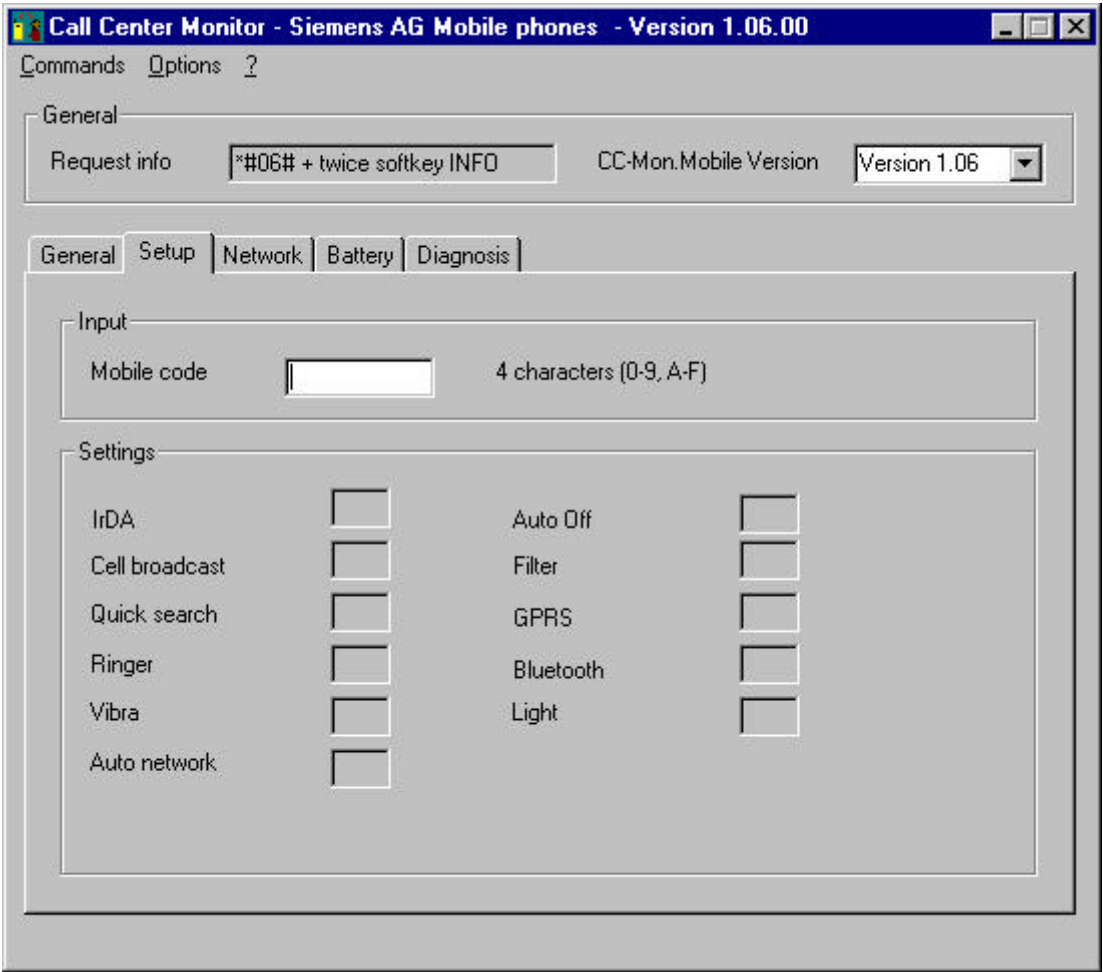 Call Center Monitor - Siemens AG Mobile phones - Version 1.06.00
Commands Options ?
General
Request info *#06# + twice softkey INFO CC-Mon.Mobile Version Version 1.06
General Setup Network Battery Diagnosis
Input
Mobile code 4 characters (0-9, A-F)
Settings
IrDA Auto Off
Cell broadcast Filter
Quick search GPRS
Ringer Bluetooth
Vibra Light
Auto network